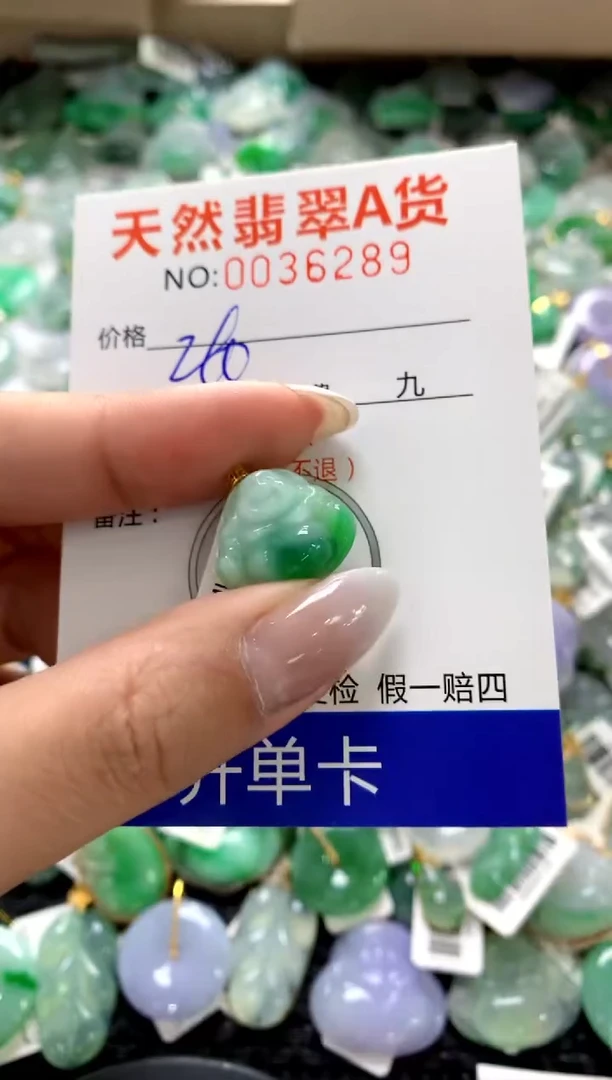 天然翡翠A货
NO:0036289
价格 260
九
不退）
备注：
检 假一赔四
开单卡